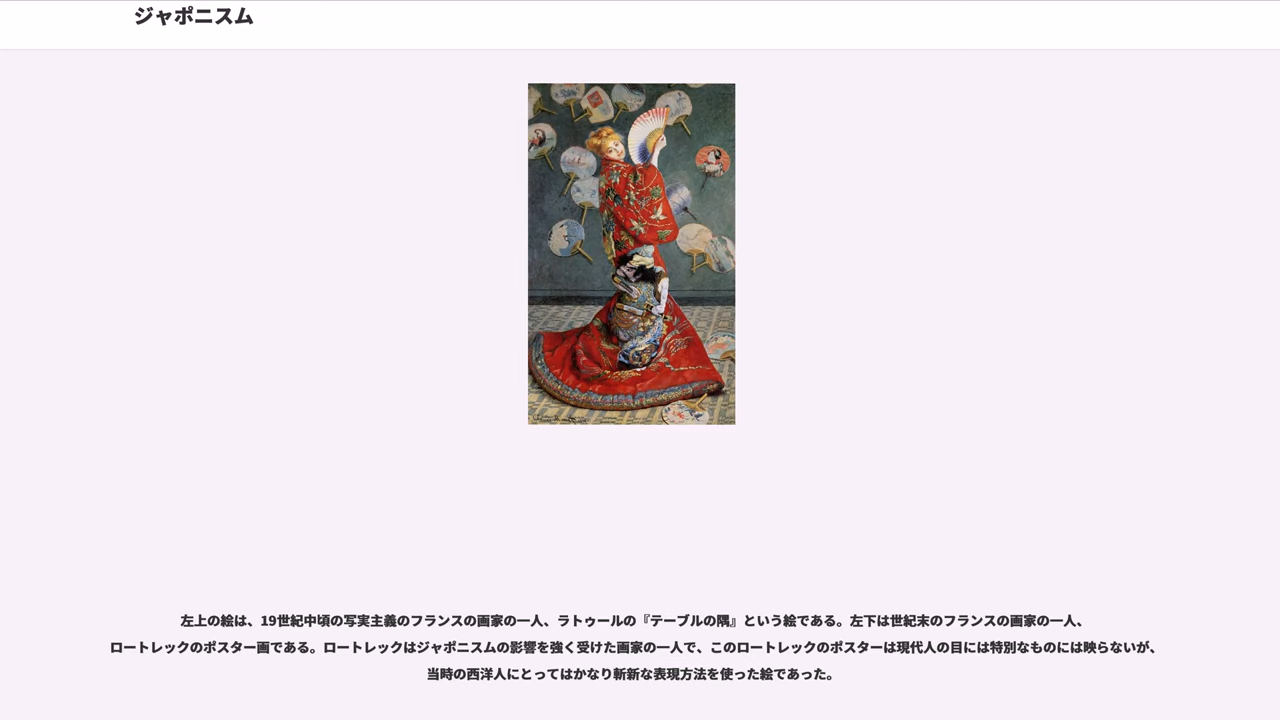 ジャポニスム
左上の絵は、19世紀中頃の写実主義のフランスの画家の一人、ラトゥールの『テーブルの隅』という絵である。左下は世紀末のフランスの画家の一人、
ロートレックのポスター画である。ロートレックはジャポニスムの影響を強く受けた画家の一人で、このロートレックのポスターは現代人の目には特別なものには映らないが、
当時の西洋人にとってはかなり斬新な表現方法を使った絵であった。